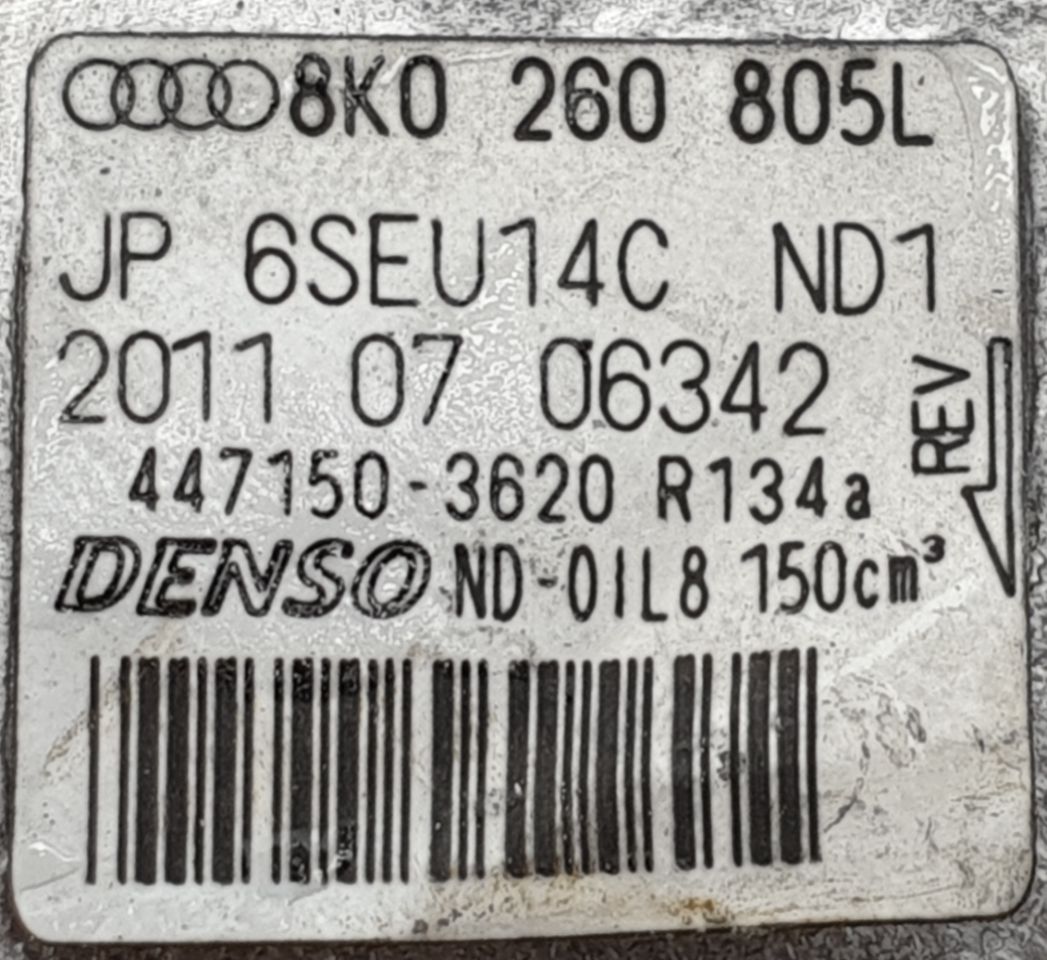 8K0 260 805L
JP 6SEU14C ND1
2011 07 06342
REV
447150-3620 R134a
DENSO ND-OIL8 150cm³